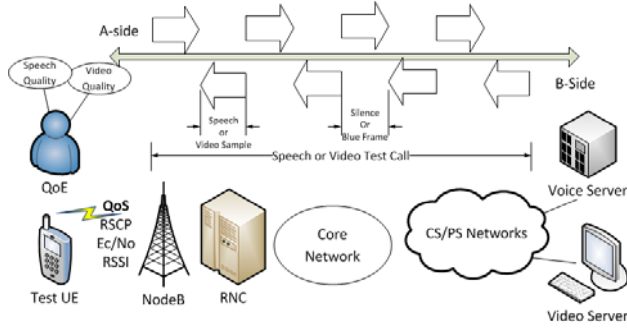 A-side
Speech
Quality
Video
Quality
B-Side
Speech
or
Video Sample
Silence
Or
Blue Frame
Speech or Video Test Call
QoE
Voice Server
QoS
RSCP
Ec/No
RSSI
Core
Network
CS/PS Networks
Test UE
NodeB
RNC
Video Server